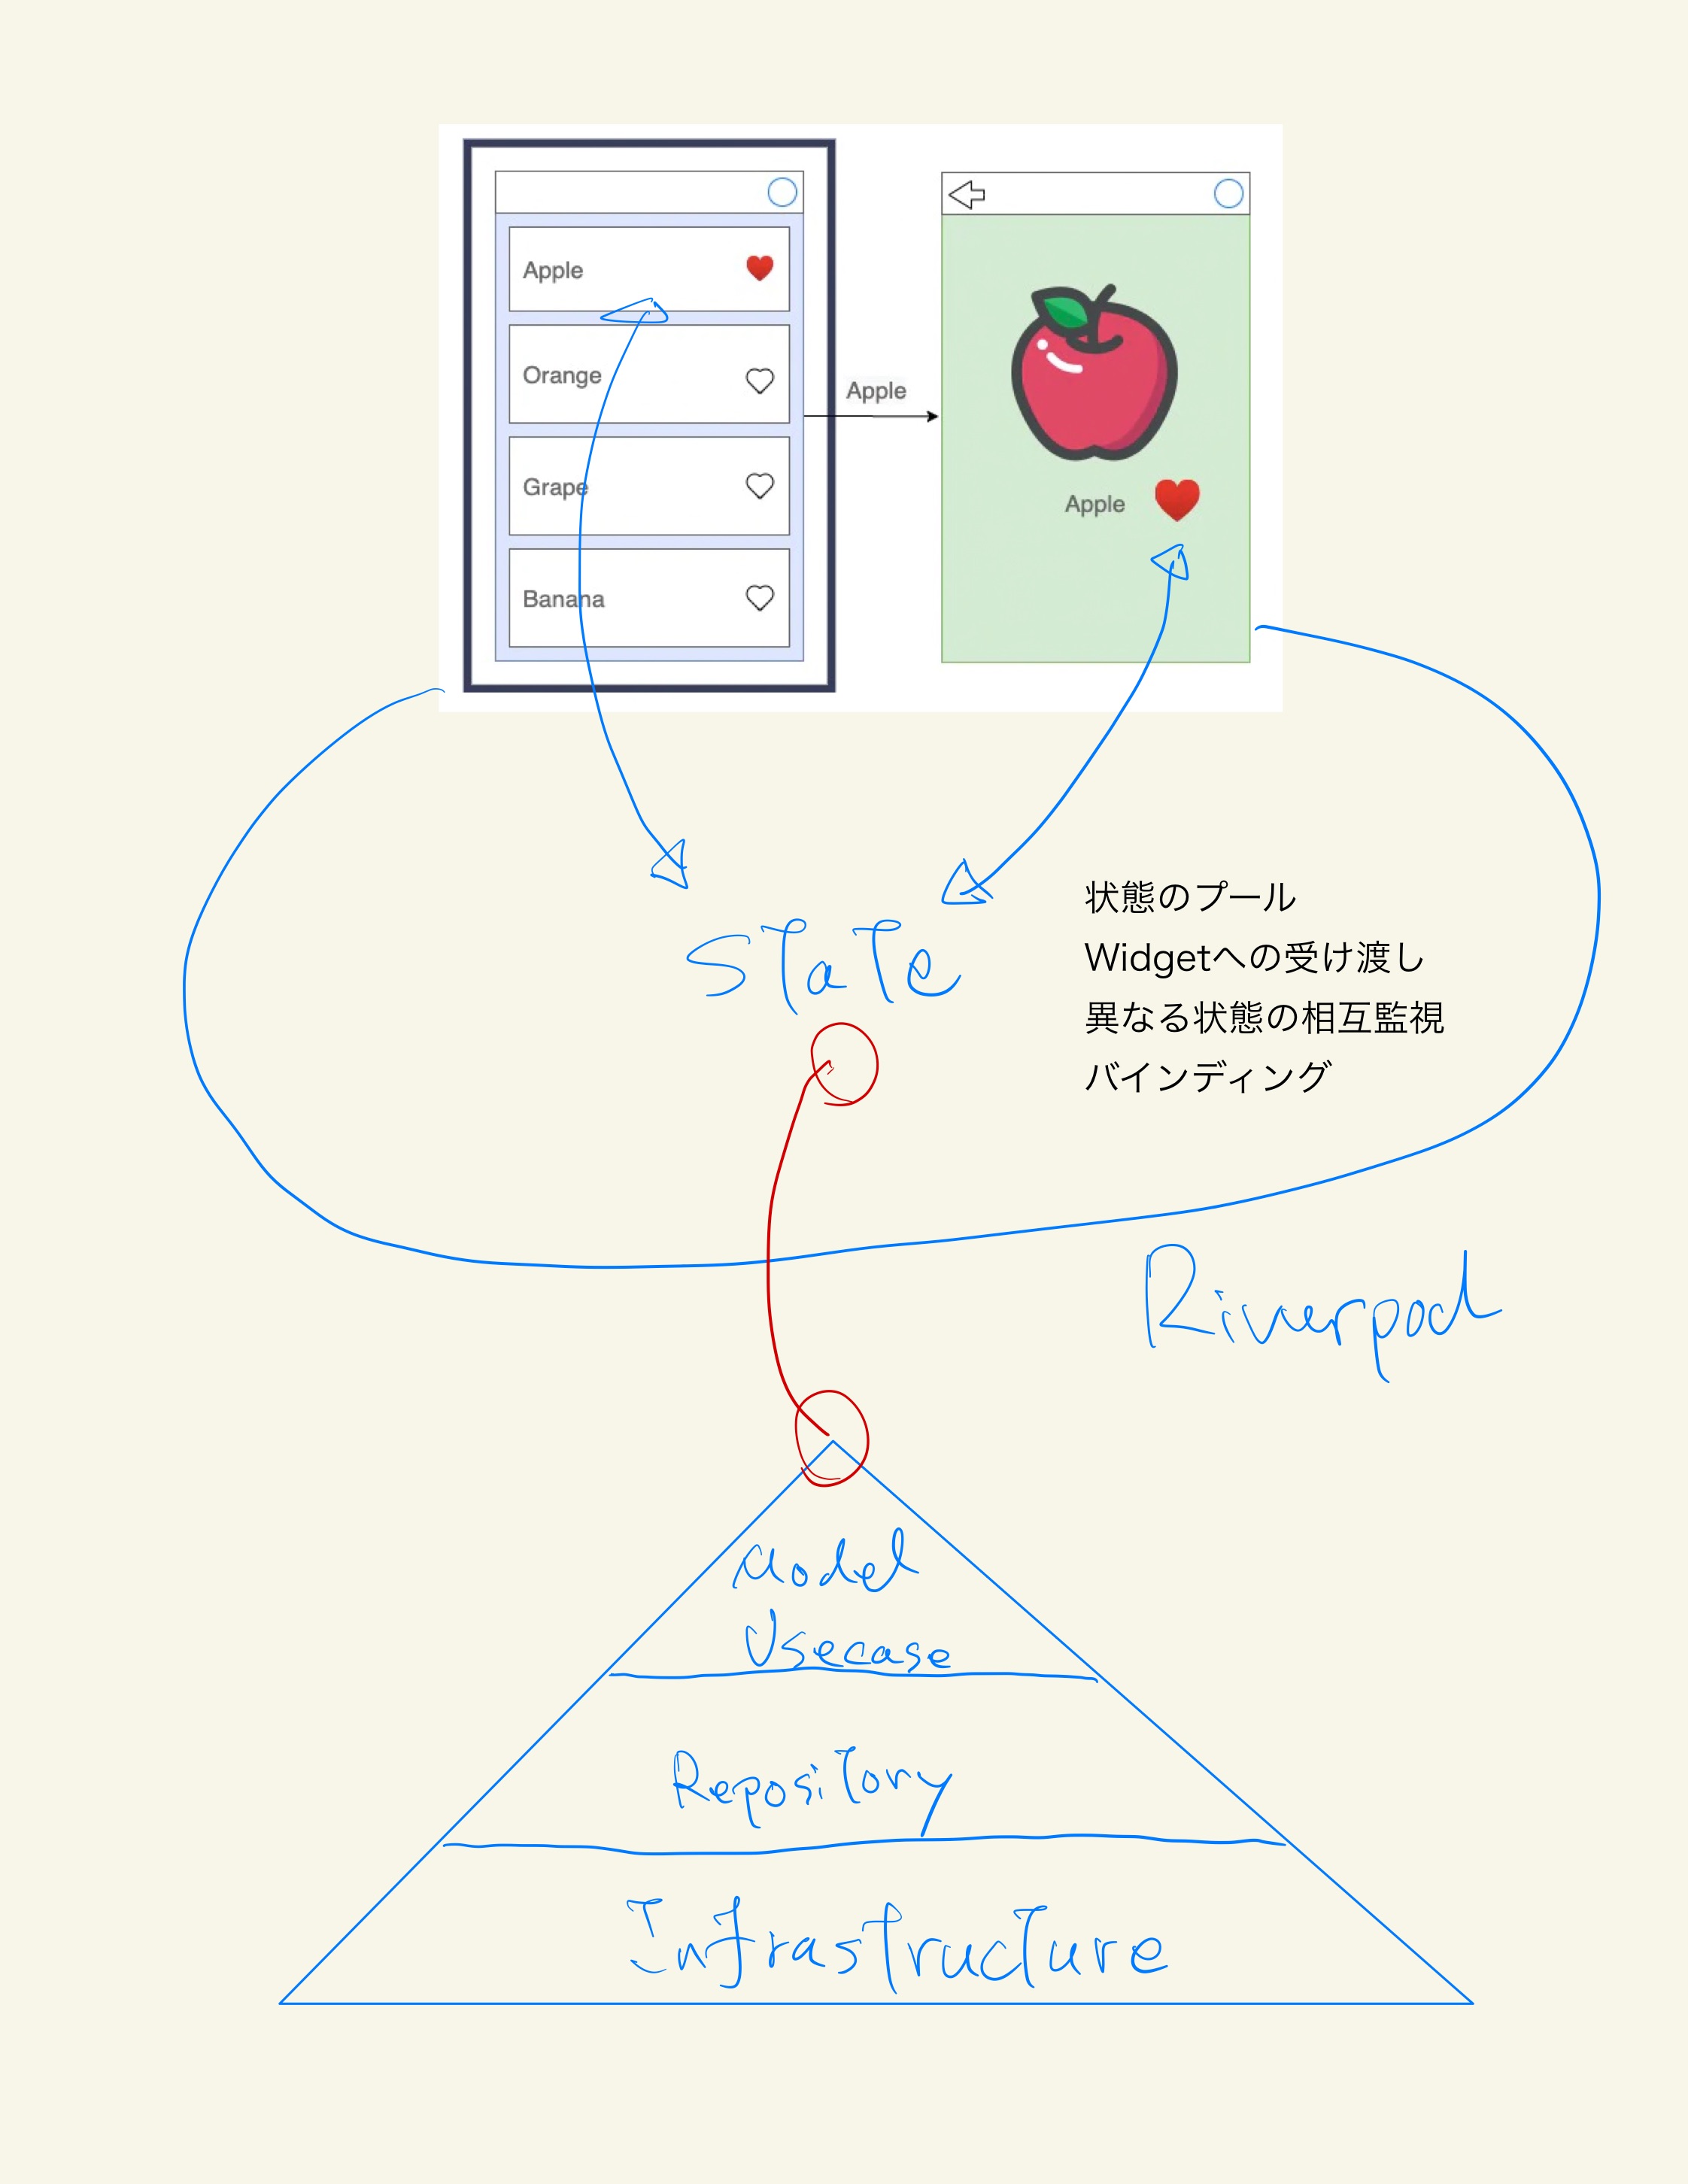 Apple
Orange
Grape
Banana
Apple
Apple
State
状態のプール
Widgetへの受け渡し
異なる状態の相互監視
バインディング
Riverpod
Model
Usecase
Repository
Infrastructure